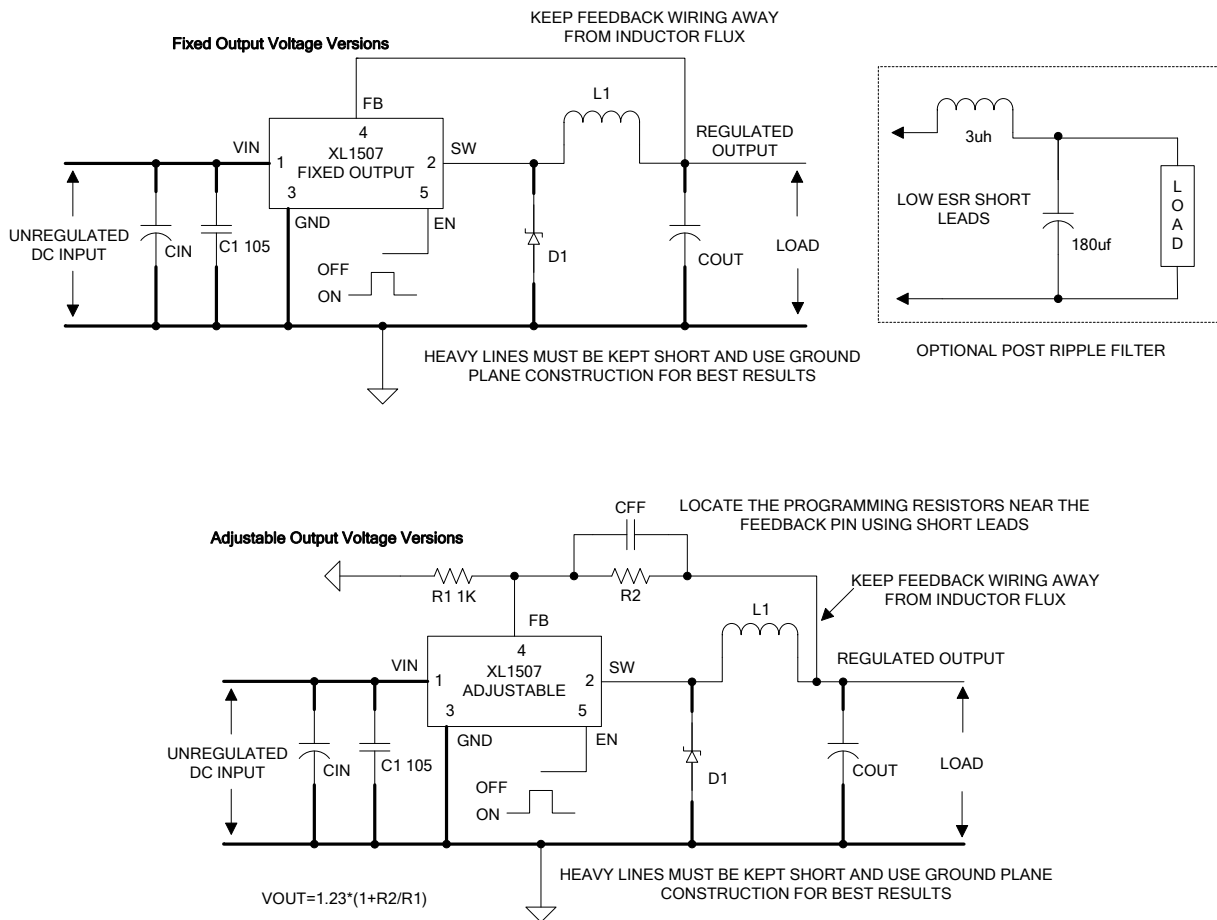 KEEP FEEDBACK WIRING AWAY
FROM INDUCTOR FLUX
Fixed Output Voltage Versions
FB
4
XL1507
FIXED OUTPUT
VIN
1
2
SW
3
5
GND
EN
L1
REGULATED
OUTPUT
UNREGULATED
DC INPUT
CIN
C1 105
OFF
ON
D1
COUT
LOAD
HEAVY LINES MUST BE KEPT SHORT AND USE GROUND
PLANE CONSTRUCTION FOR BEST RESULTS
3uh
LOW ESR SHORT
LEADS
180uf
LOAD
OPTIONAL POST RIPPLE FILTER
Adjustable Output Voltage Versions
CFF
LOCATE THE PROGRAMMING RESISTORS NEAR THE
FEEDBACK PIN USING SHORT LEADS
R1 1K
R2
KEEP FEEDBACK WIRING AWAY
FROM INDUCTOR FLUX
FB
4
XL1507
ADJUSTABLE
VIN
1
2
SW
3
5
GND
EN
L1
REGULATED OUTPUT
UNREGULATED
DC INPUT
CIN
C1 105
OFF
ON
D1
COUT
LOAD
HEAVY LINES MUST BE KEPT SHORT AND USE GROUND PLANE
CONSTRUCTION FOR BEST RESULTS
VOUT=1.23*(1+R2/R1)